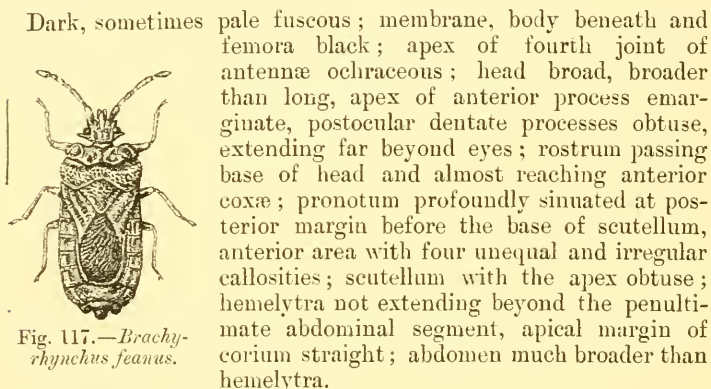 Dark, sometimes pale fuscous; membrane, body beneath and
femora black; apex of fourth joint of
antennæ ochraceous; head broad, broader
than long, apex of anterior process emar-
ginate, postocular dentate processes obtuse,
extending far beyond eyes; rostrum passing
base of head and almost reaching anterior
coxæ; pronotum profoundly sinuated at pos-
terior margin before the base of scutellum,
anterior area with four unequal and irregular
callosities; scutellum with the apex obtuse;
hemelytra not extending beyond the penulti-
mate abdominal segment, apical margin of
corium straight; abdomen much broader than
hemelytra.
Fig. 117.—Brachy-
rhynchus feanus.